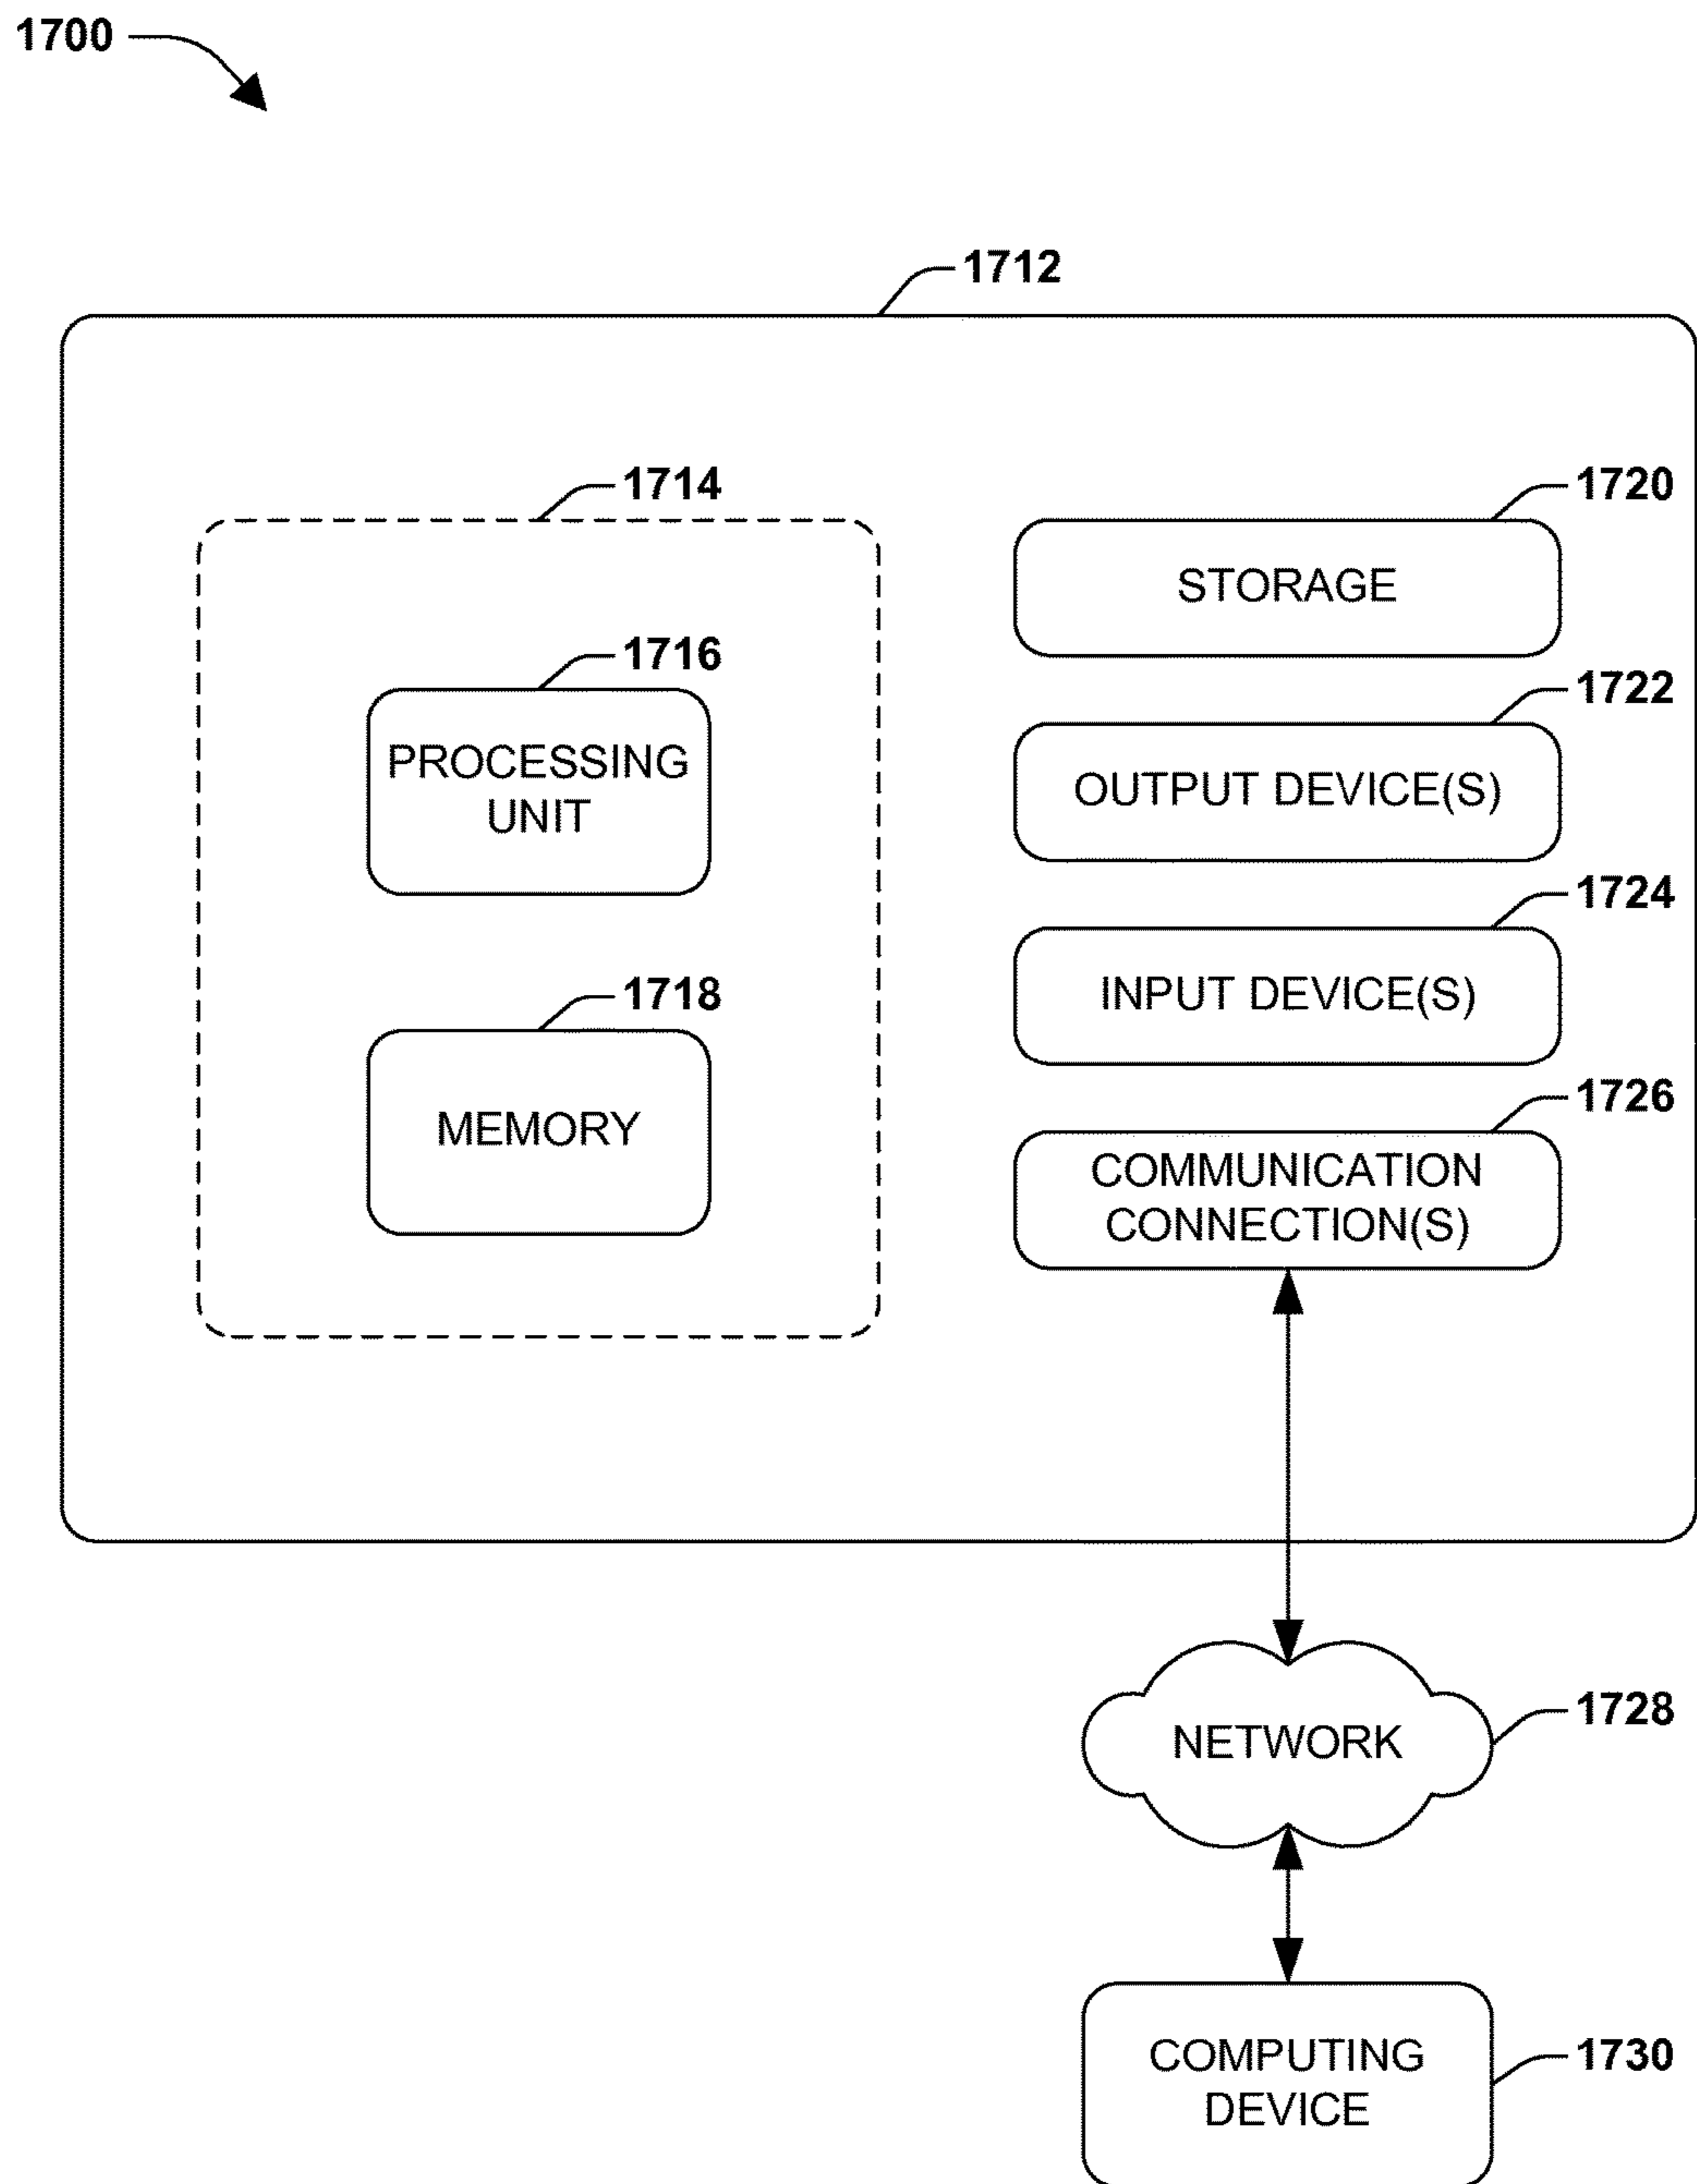 1700
1712
1714
1716
PROCESSING
UNIT
1718
MEMORY
1720
STORAGE
1722
OUTPUT DEVICE(S)
1724
INPUT DEVICE(S)
1726
COMMUNICATION
CONNECTION(S)
1728
NETWORK
1730
COMPUTING
DEVICE